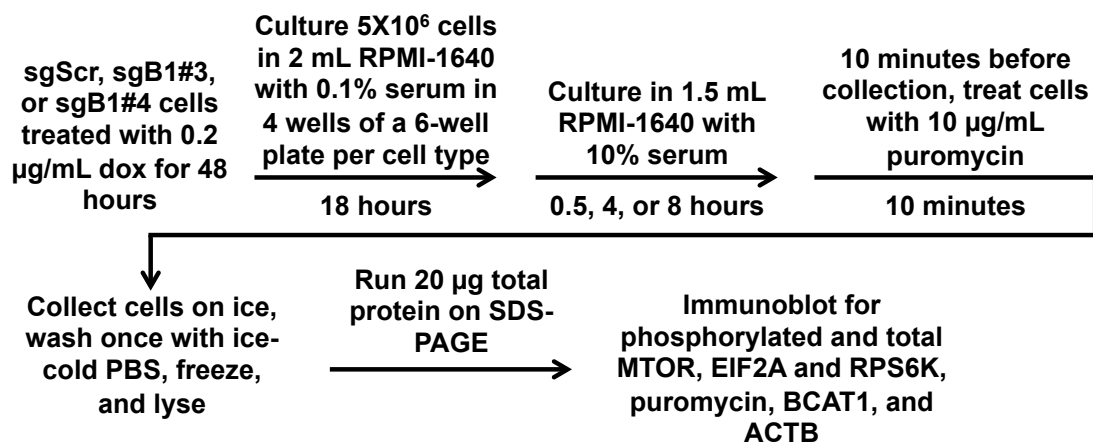 sgScr, sgB1#3,
or sgB1#4 cells
treated with 0.2
µg/mL dox for 48
hours
Culture 5X10⁶ cells
in 2 mL RPMI-1640
with 0.1% serum in
4 wells of a 6-well
plate per cell type
18 hours
Culture in 1.5 mL
RPMI-1640 with
10% serum
0.5, 4, or 8 hours
10 minutes before
collection, treat cells
with 10 µg/mL
puromycin
10 minutes
Collect cells on ice,
wash once with ice-
cold PBS, freeze,
and lyse
Run 20 µg total
protein on SDS-
PAGE
Immunoblot for
phosphorylated and total
MTOR, EIF2A and RPS6K,
puromycin, BCAT1, and
ACTB